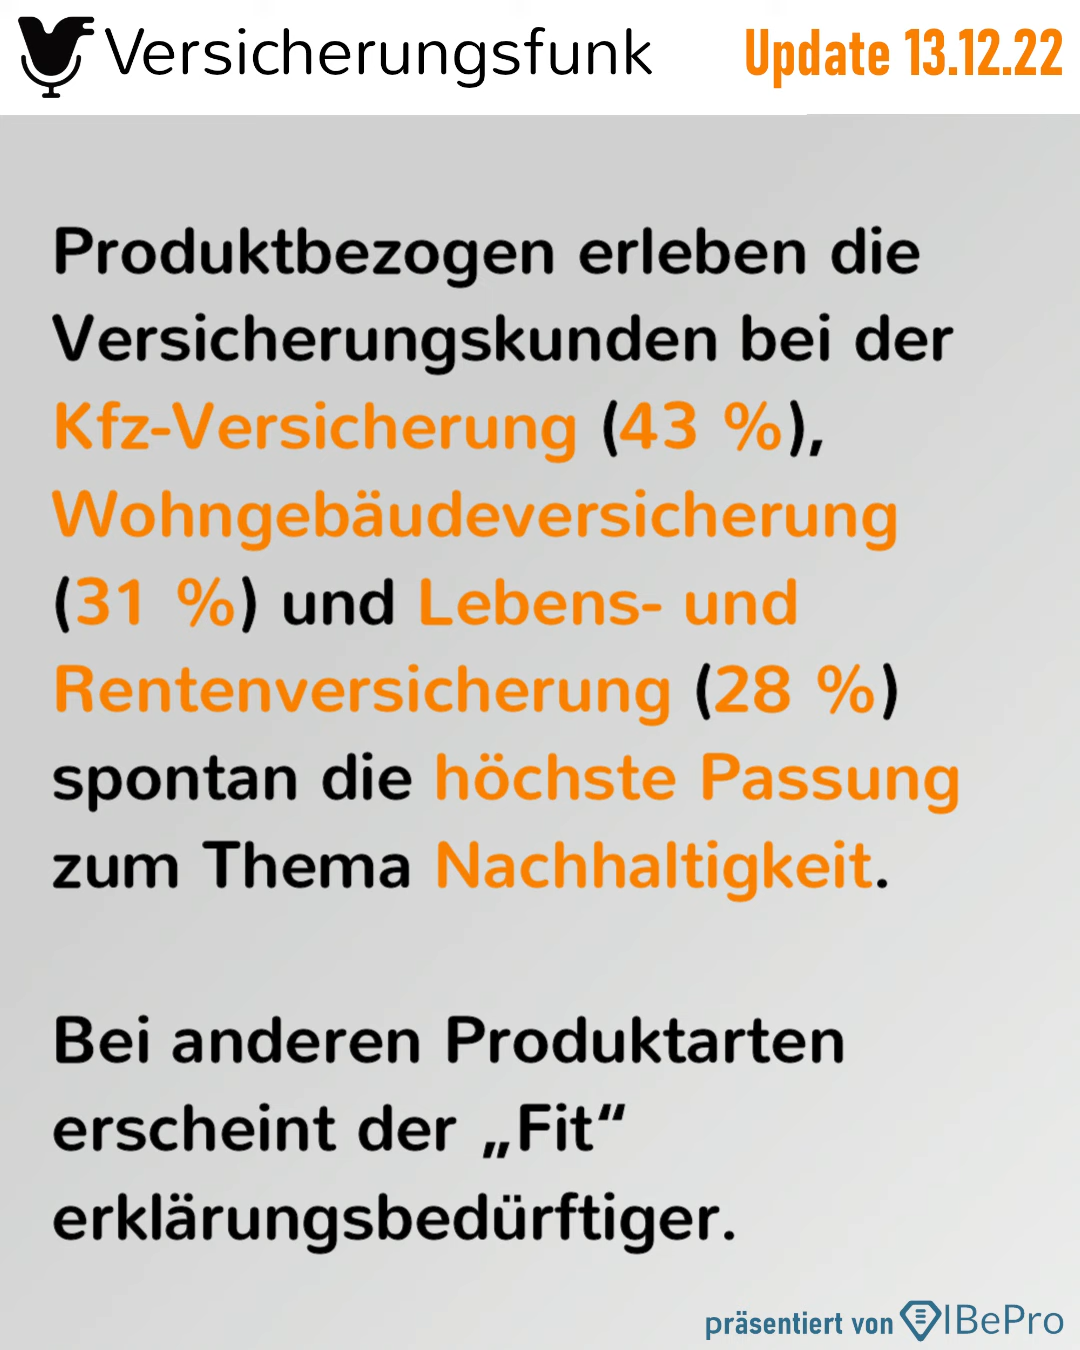 Versicherungsfunk
Update 13.12.22
Produktbezogen erleben die
Versicherungskunden bei der
Kfz-Versicherung (43 %),
Wohngebäudeversicherung
(31 %) und Lebens- und
Rentenversicherung (28 %)
spontan die höchste Passung
zum Thema Nachhaltigkeit.
Bei anderen Produktarten
erscheint der „Fit“
erklärungsbedürftiger.
präsentiert von IBePro